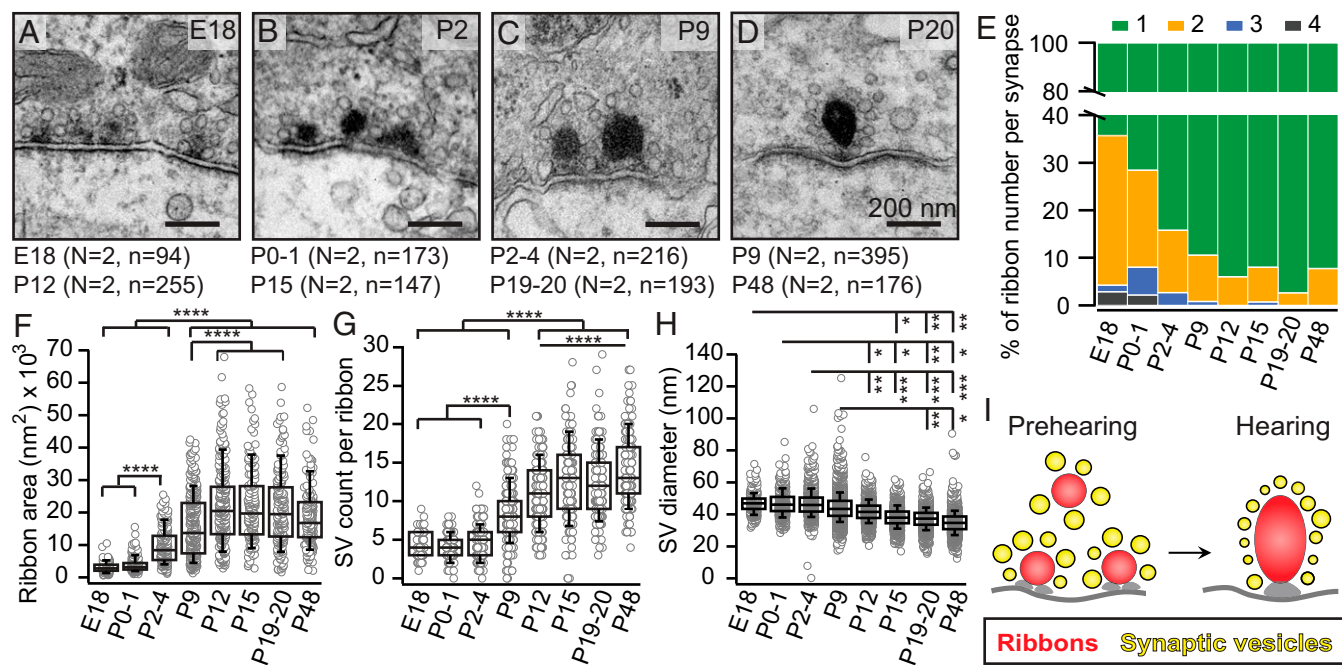 A E18
B P2
C P9
D P20
200 nm
E18 (N=2, n=94) P0-1 (N=2, n=173) P2-4 (N=2, n=216) P9 (N=2, n=395)
P12 (N=2, n=255) P15 (N=2, n=147) P19-20 (N=2, n=193) P48 (N=2, n=176)
E
1 2 3 4
% of ribbon number per synapse
100
80
40
30
20
10
0
E18 P0-1 P2-4 P9 P12 P15 P19-20 P48
F
Ribbon area (nm²) x 10³
70
60
50
40
30
20
10
0
**** **** ****
E18 P0-1 P2-4 P9 P12 P15 P19-20 P48
G
SV count per ribbon
30
25
20
15
10
5
0
**** **** ****
E18 P0-1 P2-4 P9 P12 P15 P19-20 P48
H
SV diameter (nm)
140
120
100
80
60
40
20
0
* ** **
* * *** *
** *** *** ***
** *
E18 P0-1 P2-4 P9 P12 P15 P19-20 P48
I
Prehearing Hearing
Ribbons Synaptic vesicles